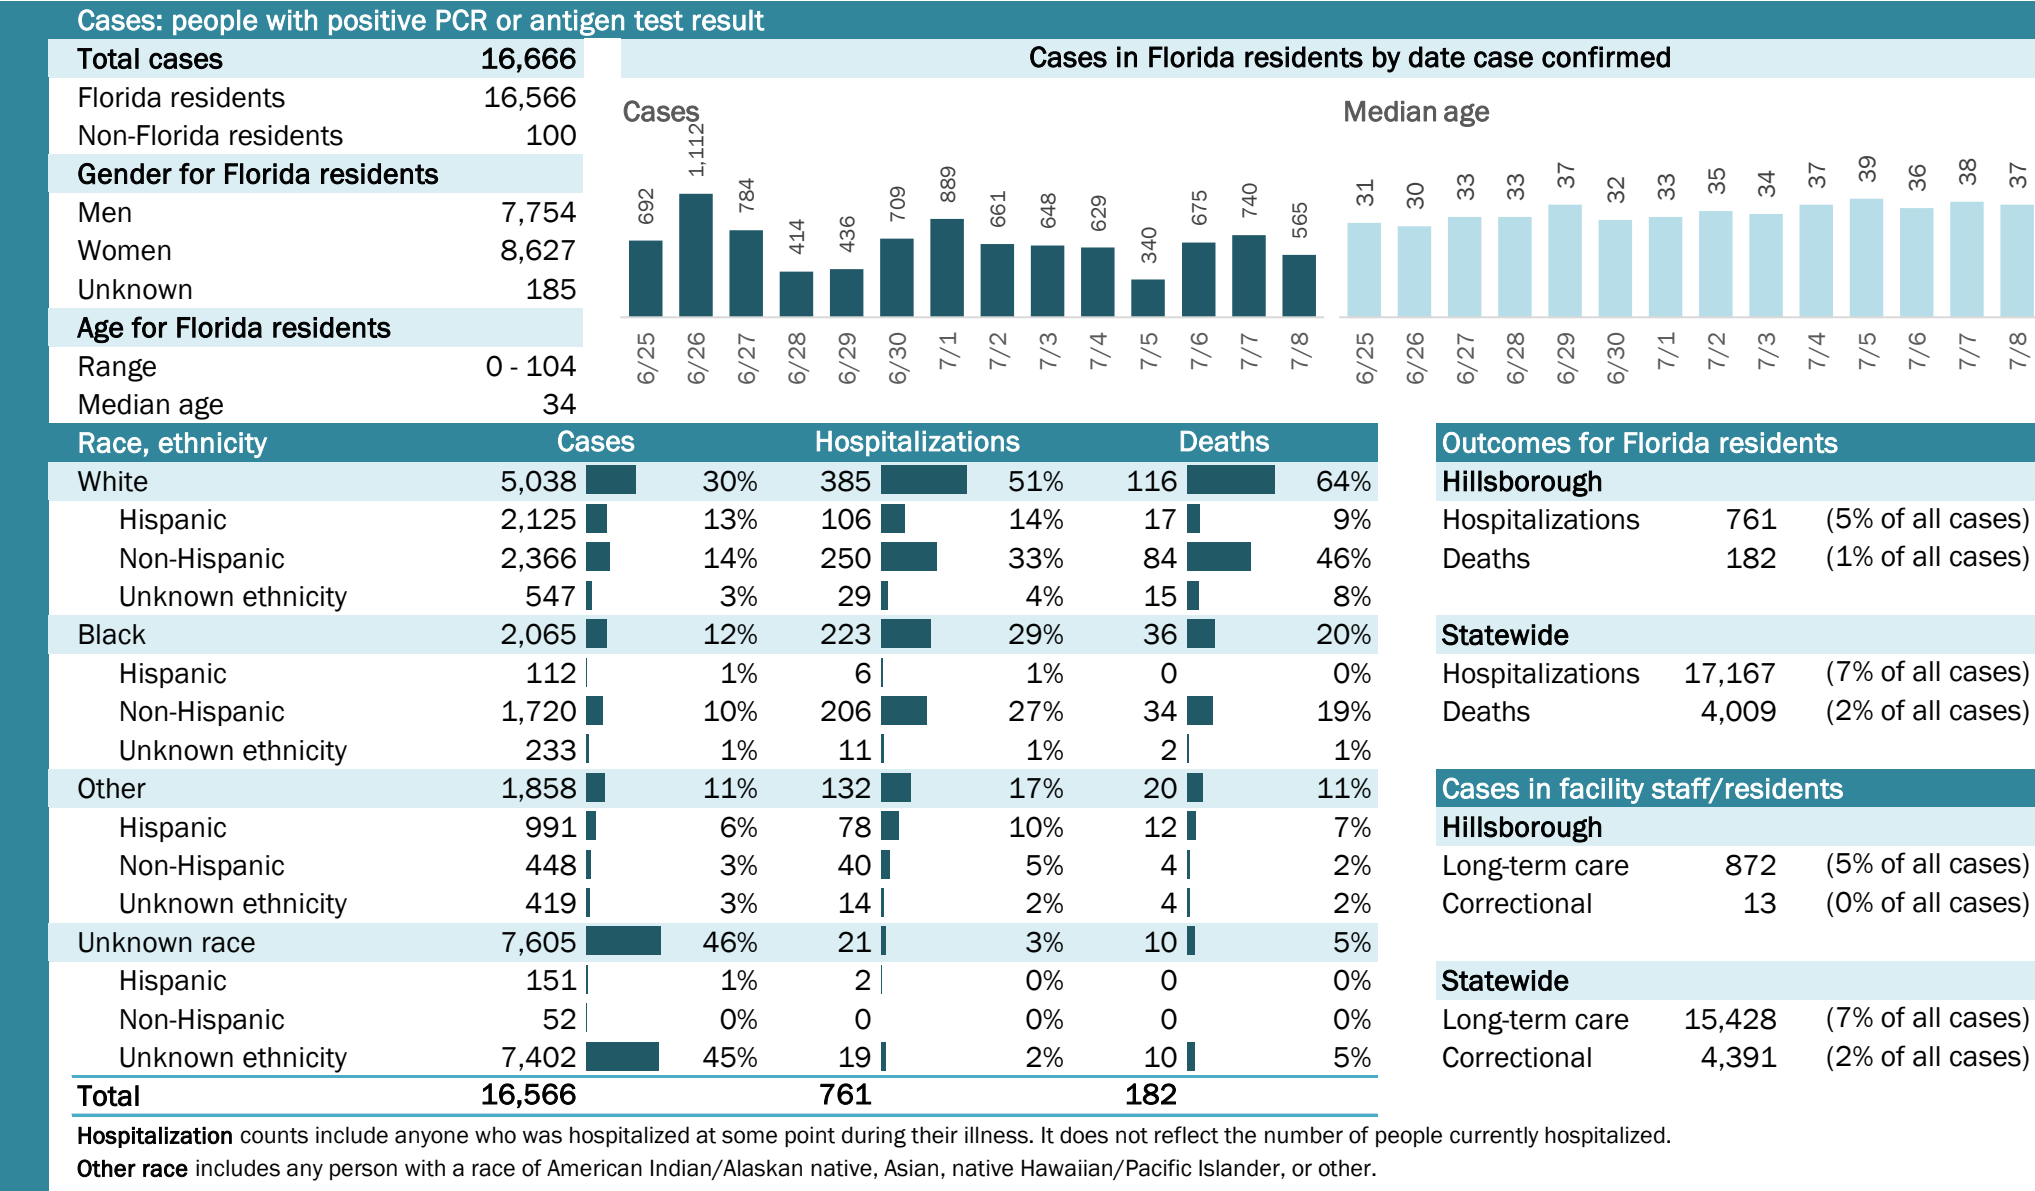 Cases: people with positive PCR or antigen test result
Total cases 16,666
Florida residents 16,566
Non-Florida residents 100
Gender for Florida residents
Men 7,754
Women 8,627
Unknown 185
Age for Florida residents
Range 0 - 104
Median age 34
Cases in Florida residents by date case confirmed
Cases
692 1,112 784 414 436 709 889 661 648 629 340 675 740 565
6/25 6/26 6/27 6/28 6/29 6/30 7/1 7/2 7/3 7/4 7/5 7/6 7/7 7/8
Median age
31 30 33 33 37 32 33 35 34 37 39 36 38 37
6/25 6/26 6/27 6/28 6/29 6/30 7/1 7/2 7/3 7/4 7/5 7/6 7/7 7/8
Race, ethnicity Cases Hospitalizations Deaths
White 5,038 30% 385 51% 116 64%
Hispanic 2,125 13% 106 14% 17 9%
Non-Hispanic 2,366 14% 250 33% 84 46%
Unknown ethnicity 547 3% 29 4% 15 8%
Black 2,065 12% 223 29% 36 20%
Hispanic 112 1% 6 1% 0 0%
Non-Hispanic 1,720 10% 206 27% 34 19%
Unknown ethnicity 233 1% 11 1% 2 1%
Other 1,858 11% 132 17% 20 11%
Hispanic 991 6% 78 10% 12 7%
Non-Hispanic 448 3% 40 5% 4 2%
Unknown ethnicity 419 3% 14 2% 4 2%
Unknown race 7,605 46% 21 3% 10 5%
Hispanic 151 1% 2 0% 0 0%
Non-Hispanic 52 0% 0 0% 0 0%
Unknown ethnicity 7,402 45% 19 2% 10 5%
Total 16,566 761 182
Outcomes for Florida residents
Hillsborough
Hospitalizations 761 (5% of all cases)
Deaths 182 (1% of all cases)
Statewide
Hospitalizations 17,167 (7% of all cases)
Deaths 4,009 (2% of all cases)
Cases in facility staff/residents
Hillsborough
Long-term care 872 (5% of all cases)
Correctional 13 (0% of all cases)
Statewide
Long-term care 15,428 (7% of all cases)
Correctional 4,391 (2% of all cases)
Hospitalization counts include anyone who was hospitalized at some point during their illness. It does not reflect the number of people currently hospitalized.
Other race includes any person with a race of American Indian/Alaskan native, Asian, native Hawaiian/Pacific Islander, or other.